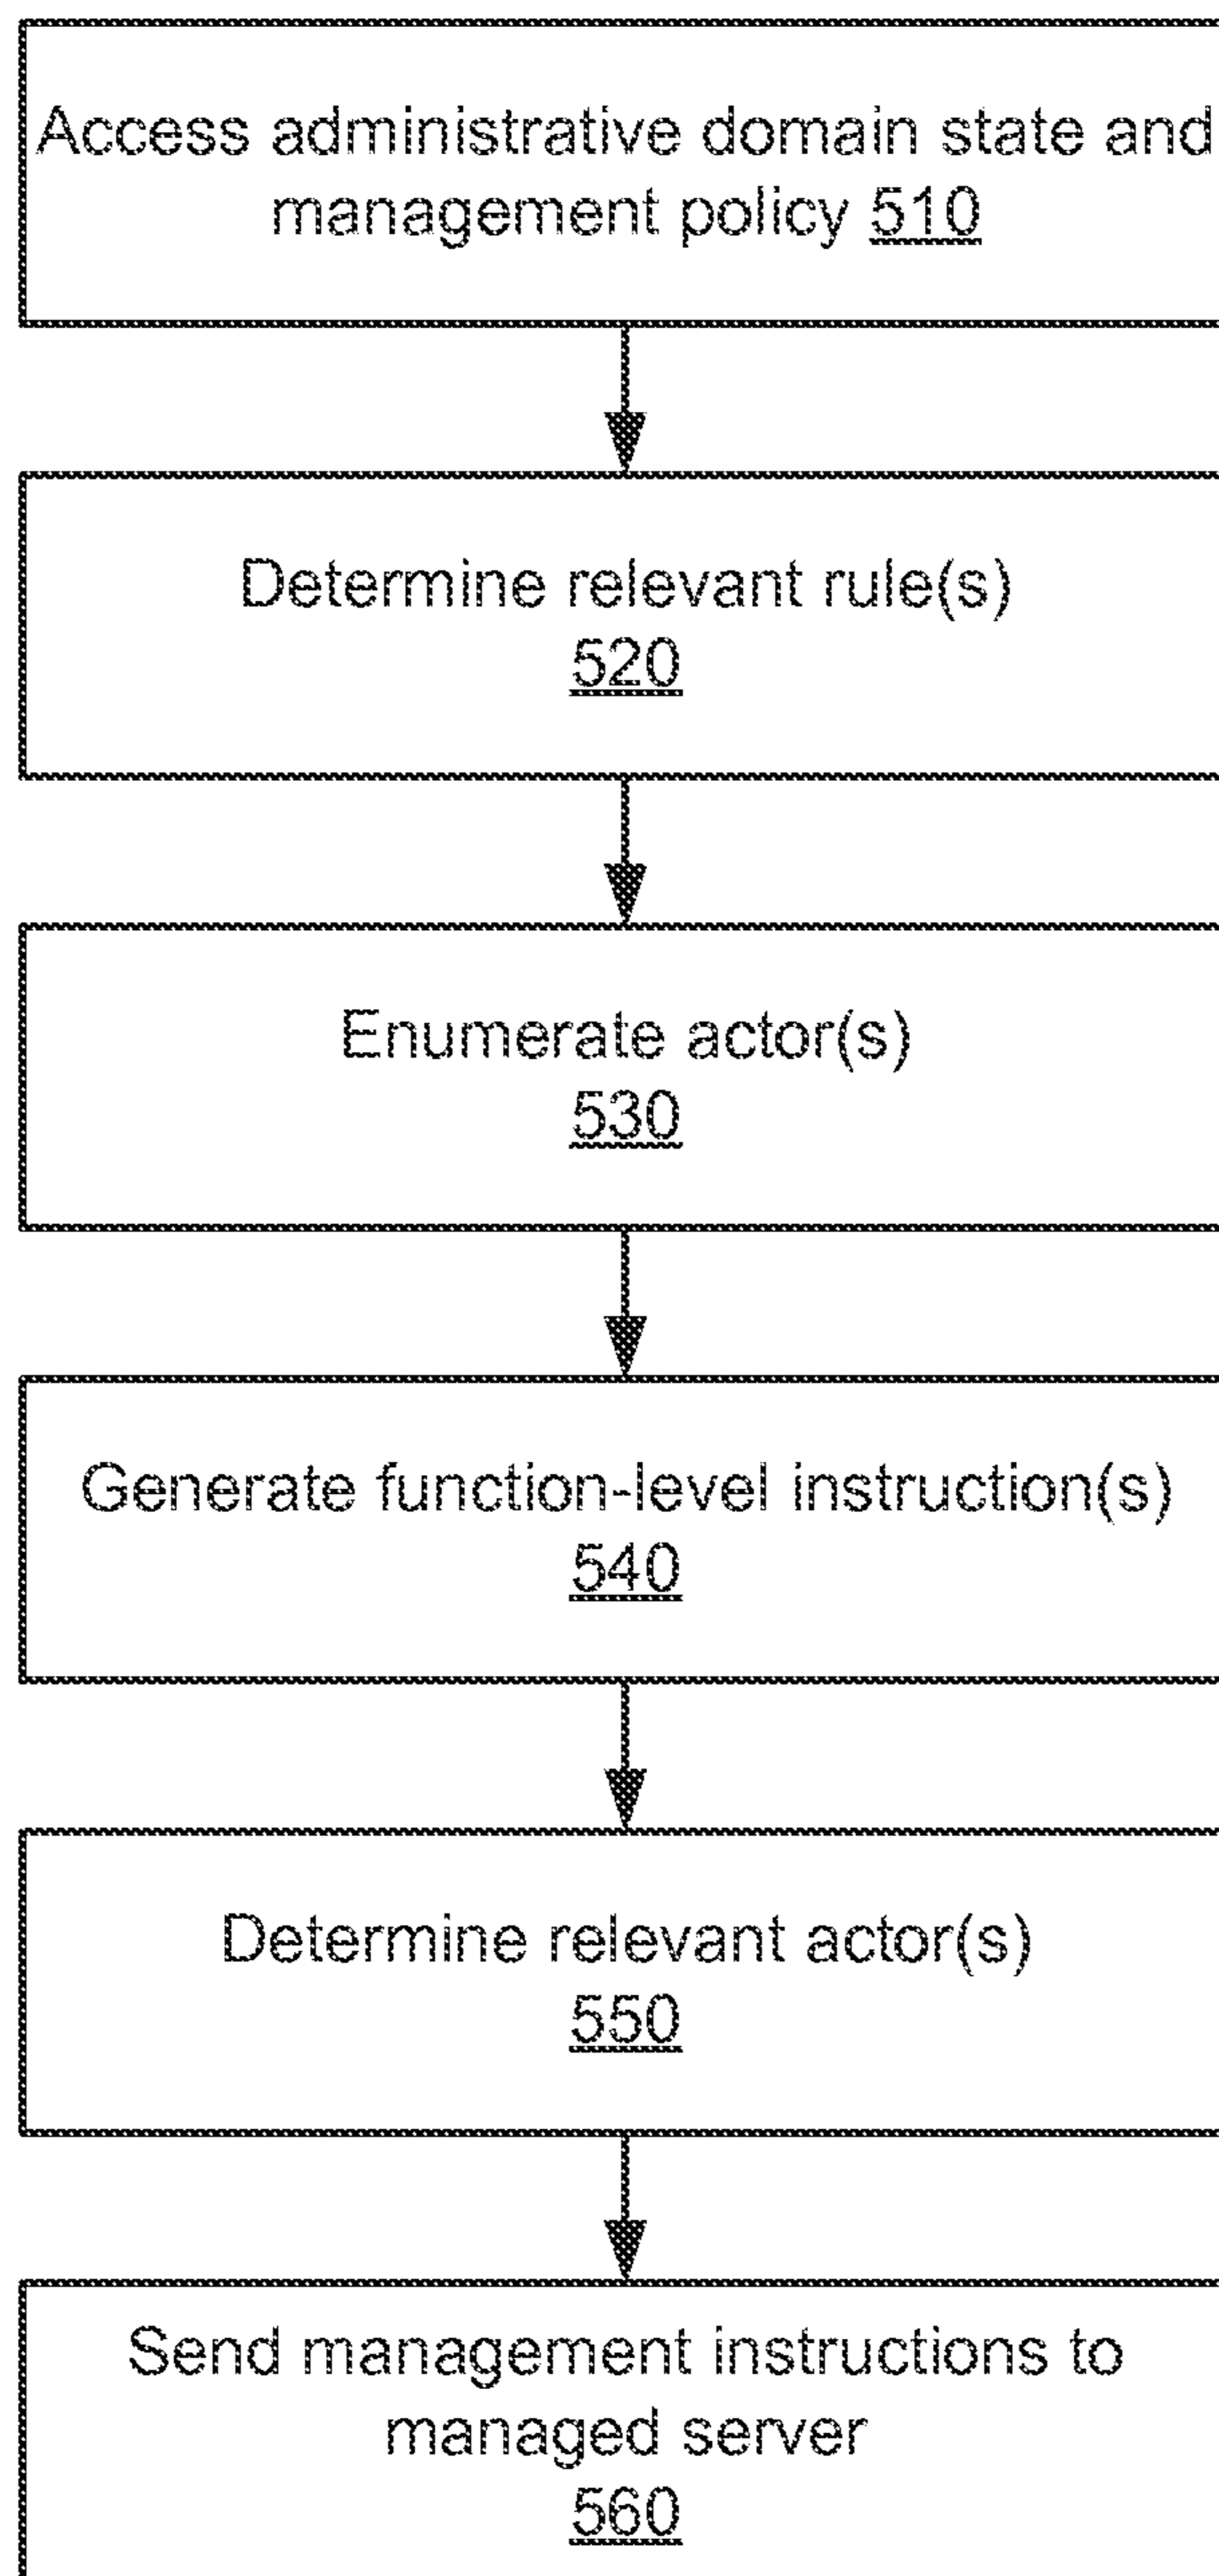 Access administrative domain state and
management policy 510
Determine relevant rule(s)
520
Enumerate actor(s)
530
Generate function-level instruction(s)
540
Determine relevant actor(s)
550
Send management instructions to
managed server
560